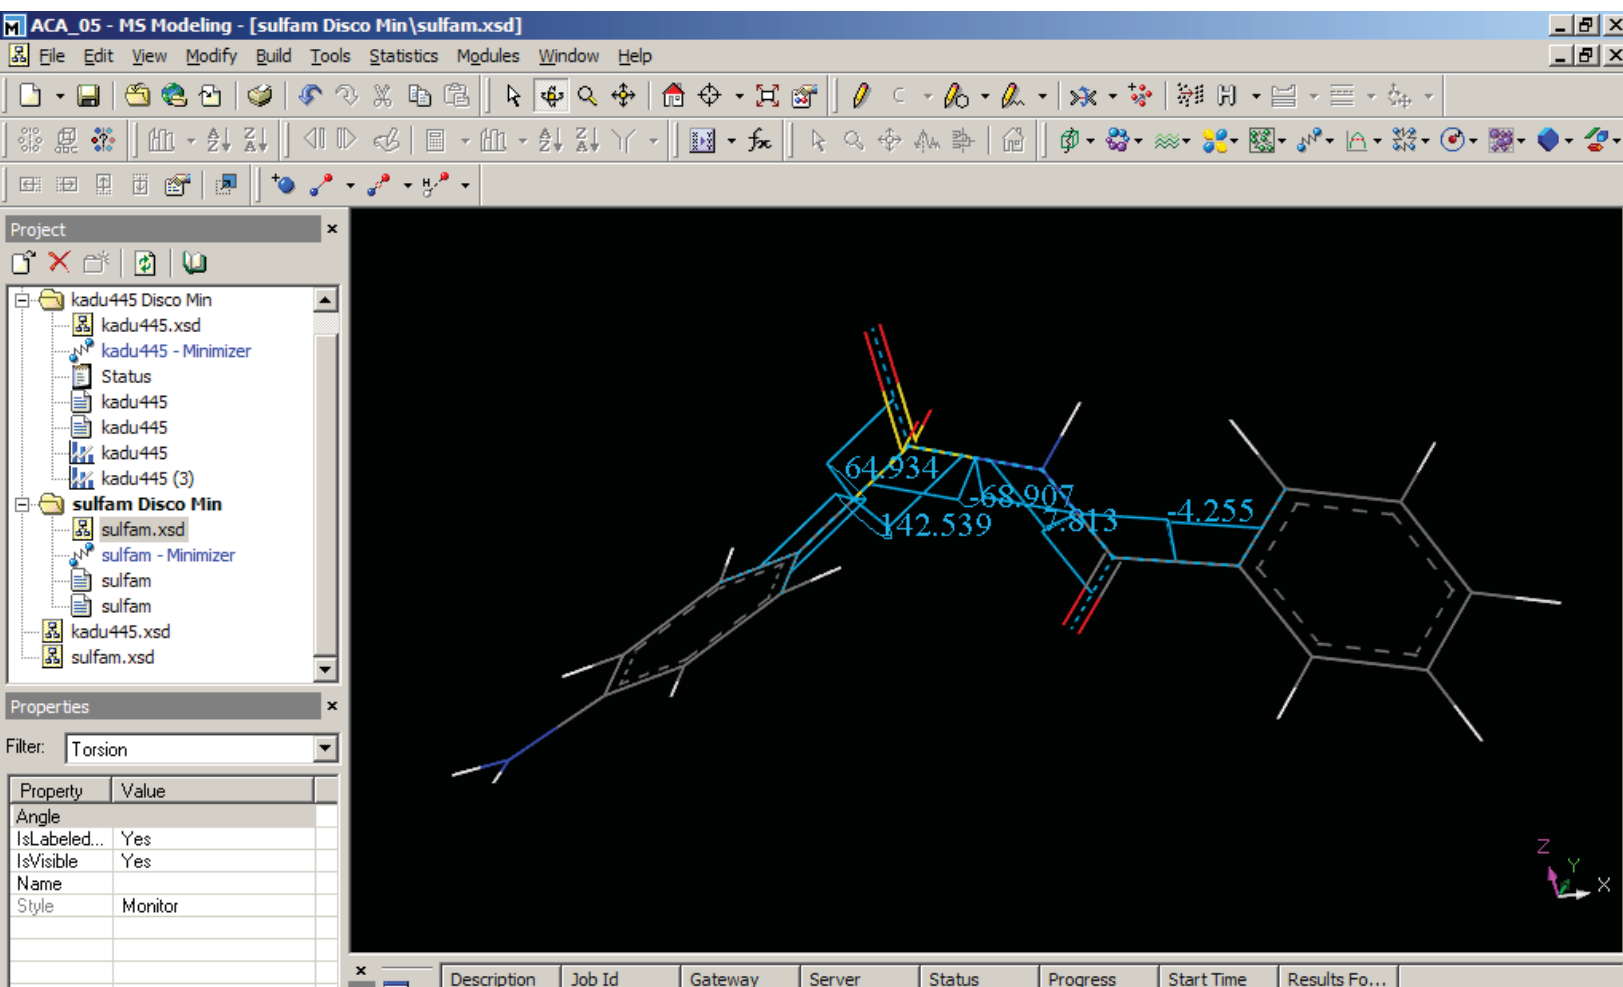 ACA_05 - MS Modeling - [sulfam Disco Min\sulfam.xsd]
File Edit View Modify Build Tools Statistics Modules Window Help
Project
kadu445 Disco Min
kadu445.xsd
kadu445 - Minimizer
Status
kadu445
kadu445
kadu445
kadu445 (3)
sulfam Disco Min
sulfam.xsd
sulfam - Minimizer
sulfam
sulfam
kadu445.xsd
sulfam.xsd
Properties
Filter: Torsion
Property Value
Angle
IsLabeled... Yes
IsVisible Yes
Name
Style Monitor
64.934
-68.907
142.539
7.813
-4.255
Z
Y
X
Description Job Id Gateway Server Status Progress Start Time Results Fo...